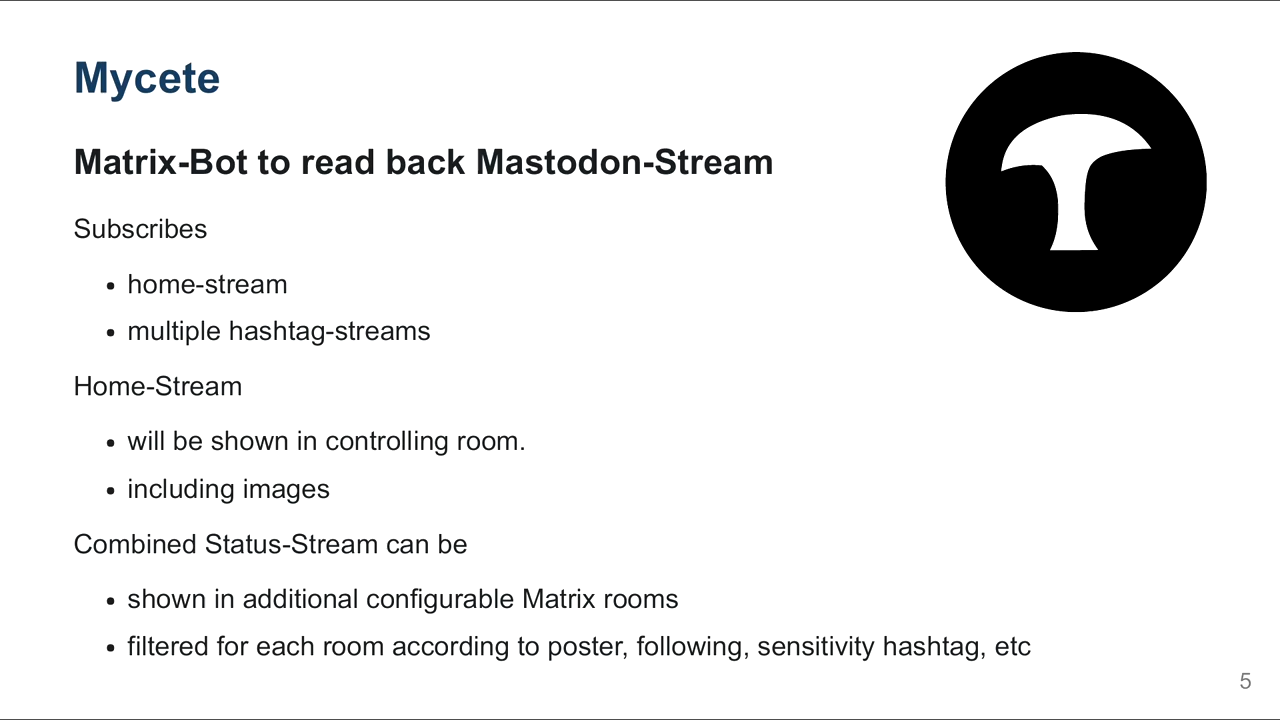 Mycete
Matrix-Bot to read back Mastodon-Stream
Subscribes
• home-stream
• multiple hashtag-streams
Home-Stream
• will be shown in controlling room.
• including images
Combined Status-Stream can be
• shown in additional configurable Matrix rooms
• filtered for each room according to poster, following, sensitivity hashtag, etc
5